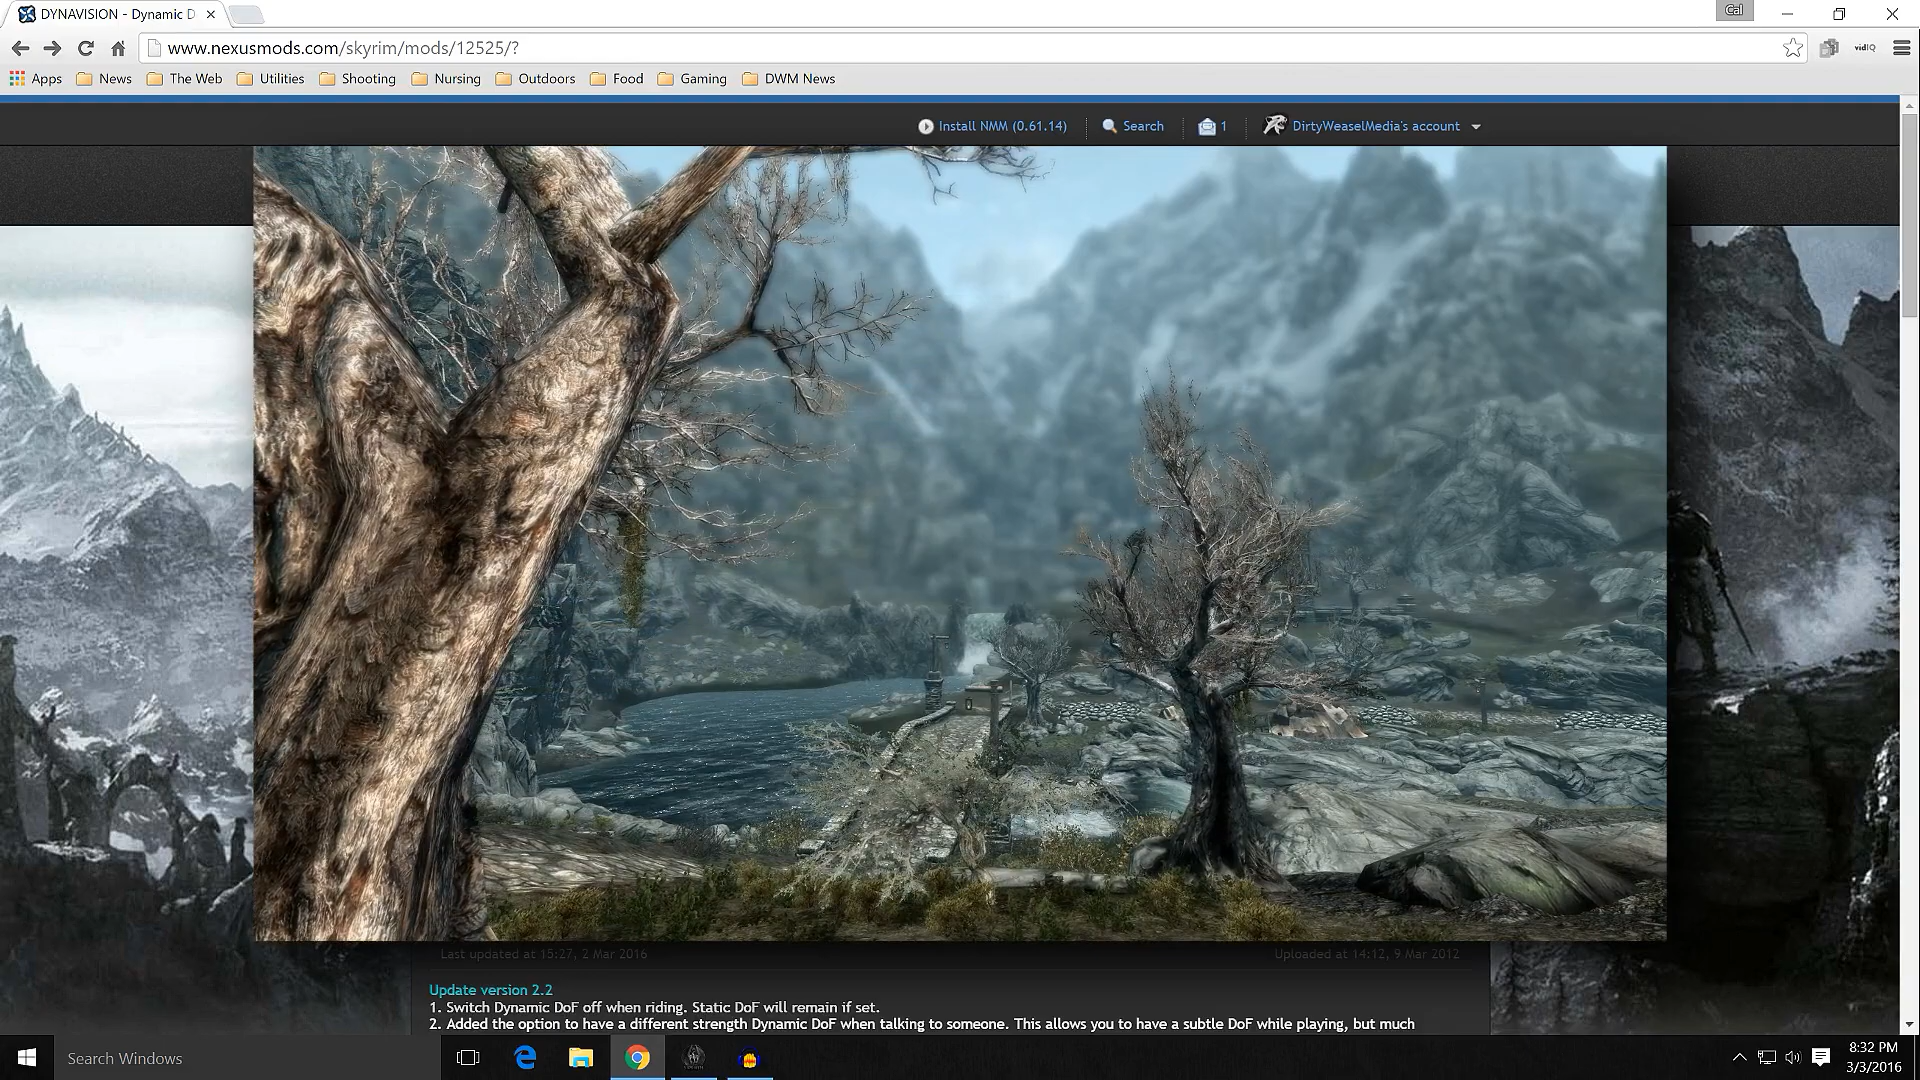 DYNAVISION - Dynamic D
Cal
www.nexusmods.com/skyrim/mods/12525/?
vidIQ
Apps News The Web Utilities Shooting Nursing Outdoors Food Gaming DWM News
Install NMM (0.61.14) Search 1 DirtyWeaselMedia's account
Last updated at 15:27, 2 Mar 2016 Uploaded at 14:12, 9 Mar 2012
Update version 2.2
1. Switch Dynamic DoF off when riding. Static DoF will remain if set.
2. Added the option to have a different strength Dynamic DoF when talking to someone. This allows you to have a subtle DoF while playing, but much
Search Windows
8:32 PM
3/3/2016